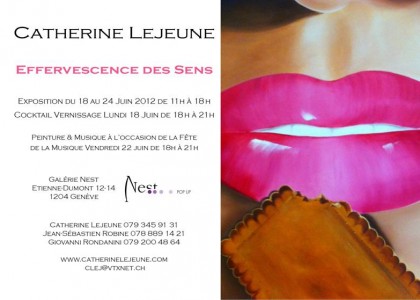 Catherine Lejeune
Effervescence des Sens
Exposition du 18 au 24 Juin 2012 de 11h à 18h
Cocktail Vernissage Lundi 18 Juin de 18h à 21h
Peinture & Musique à l'occasion de la Fête
de la Musique Vendredi 22 juin de 18h à 21h
Galérie Nest
Etienne-Dumont 12-14
1204 Genève
Nest
POP UP
Catherine Lejeune 079 345 91 31
Jean-Sébastien Robine 078 889 14 21
Giovanni Rondanini 079 200 48 64
www.catherinelejeune.com
clej@vtxnet.ch